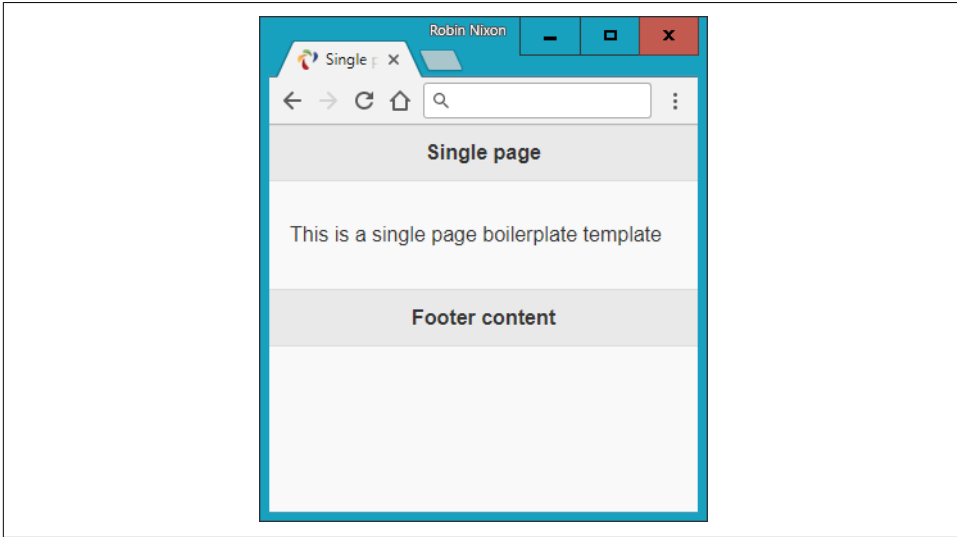 Robin Nixon
Single p
Single page
This is a single page boilerplate template
Footer content